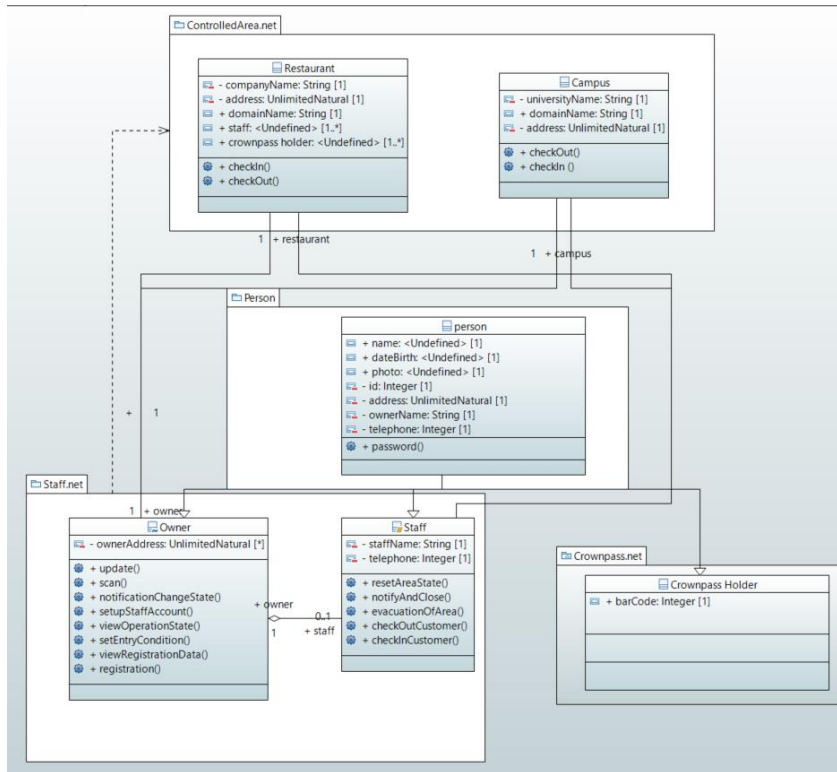 ControlledArea.net
Restaurant
- companyName: String [1]
- address: UnlimitedNatural [1]
+ domainName: String [1]
+ staff: <Undefined> [1..*]
+ crownpass holder: <Undefined> [1..*]
+ checkIn()
+ checkOut()
Campus
- universityName: String [1]
+ domainName: String [1]
- address: UnlimitedNatural [1]
+ checkOut()
+ checkIn ()
1 + restaurant
1 + campus
Person
person
+ name: <Undefined> [1]
+ dateBirth: <Undefined> [1]
+ photo: <Undefined> [1]
- id: Integer [1]
- address: UnlimitedNatural [1]
- ownerName: String [1]
- telephone: Integer [1]
+ password()
+ 1
Staff.net
1 + owner
Owner
- ownerAddress: UnlimitedNatural [*]
+ update()
+ scan()
+ notificationChangeState()
+ setupStaffAccount()
+ viewOperationState()
+ setEntryCondition()
+ viewRegistrationData()
+ registration()
+ owner
1
0..1
+ staff
Staff
- staffName: String [1]
- telephone: Integer [1]
+ resetAreaState()
+ notifyAndClose()
+ evacuationOfArea()
+ checkOutCustomer()
+ checkInCustomer()
Crownpass.net
Crownpass Holder
+ barCode: Integer [1]